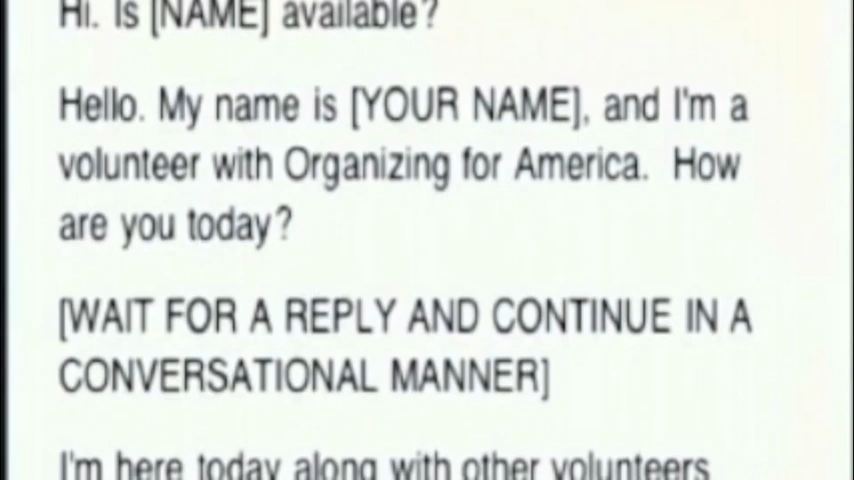 Hi. Is [NAME] available?
Hello. My name is [YOUR NAME], and I'm a
volunteer with Organizing for America. How
are you today?
[WAIT FOR A REPLY AND CONTINUE IN A
CONVERSATIONAL MANNER]
I'm here today along with other volunteers